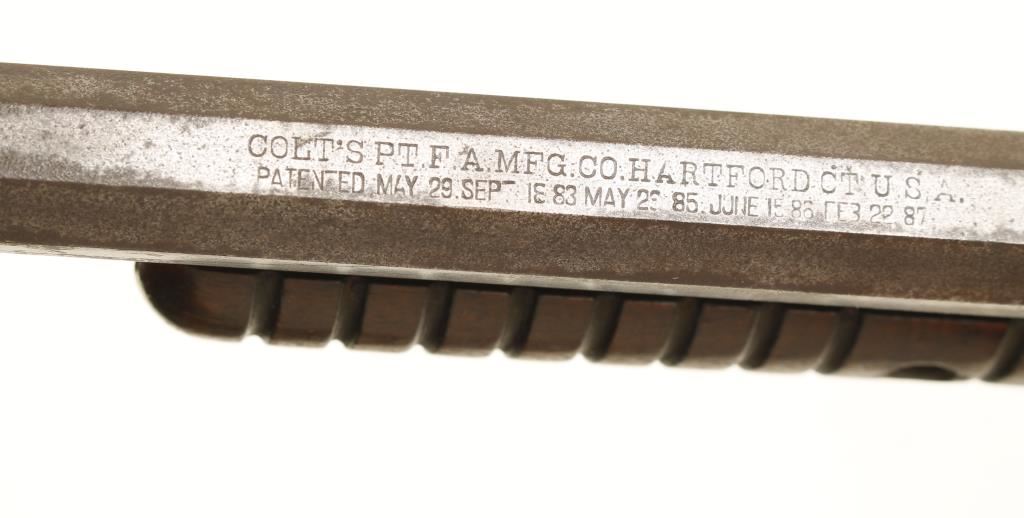 COLT'S PT. F. A. MFG. CO. HARTFORD CT. U. S. A.
PATENTED MAY 29. SEPT 18 83 MAY 26 85. JUNE 15 86 FEB 22 87